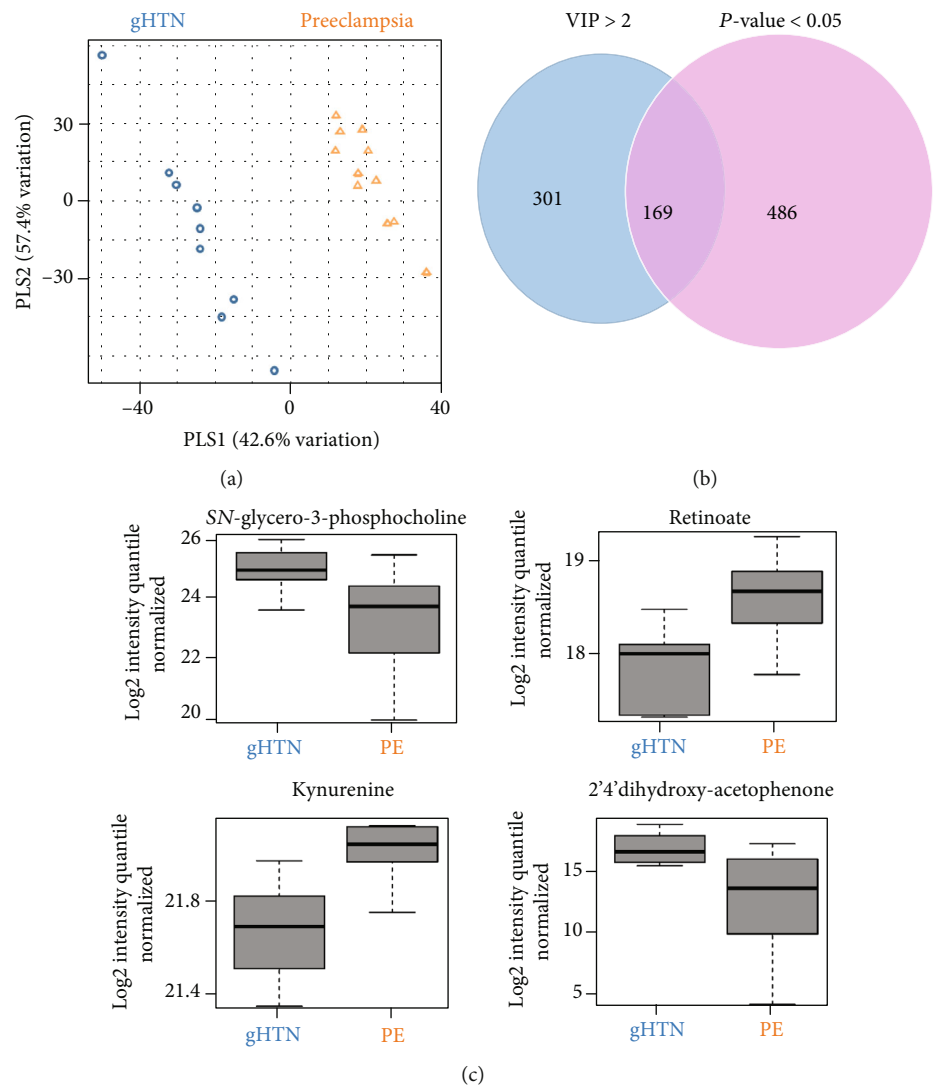 gHTN Preeclampsia
PLS2 (57.4% variation)
30
0
−30
−40 0 40
PLS1 (42.6% variation)
(a)
VIP > 2 P-value < 0.05
301 169 486
(b)
SN-glycero-3-phosphocholine
Log2 intensity quantile
normalized
26
24
22
20
gHTN PE
Retinoate
Log2 intensity quantile
normalized
19
18
gHTN PE
Kynurenine
Log2 intensity quantile
normalized
21.8
21.4
gHTN PE
2'4'dihydroxy-acetophenone
Log2 intensity quantile
normalized
15
10
5
gHTN PE
(c)